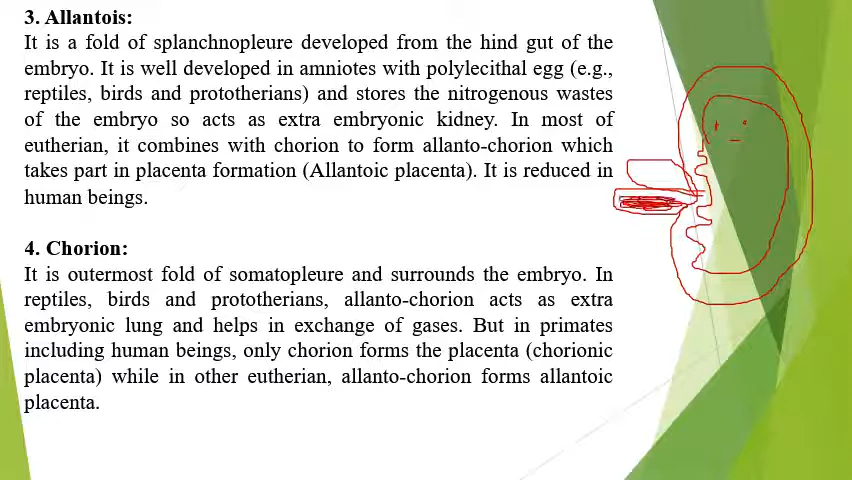 3. Allantois:
It is a fold of splanchnopleure developed from the hind gut of the
embryo. It is well developed in amniotes with polylecithal egg (e.g.,
reptiles, birds and prototherians) and stores the nitrogenous wastes
of the embryo so acts as extra embryonic kidney. In most of
eutherian, it combines with chorion to form allanto-chorion which
takes part in placenta formation (Allantoic placenta). It is reduced in
human beings.
4. Chorion:
It is outermost fold of somatopleure and surrounds the embryo. In
reptiles, birds and prototherians, allanto-chorion acts as extra
embryonic lung and helps in exchange of gases. But in primates
including human beings, only chorion forms the placenta (chorionic
placenta) while in other eutherian, allanto-chorion forms allantoic
placenta.